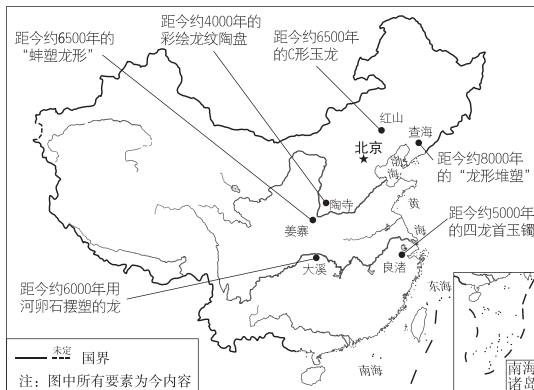 距今约6500年的
“蚌塑龙形”
距今约4000年的
彩绘龙纹陶盘
距今约6500年
的C形玉龙
红山
查海
北京
渤
海
距今约8000年
的“龙形堆塑”
陶寺
黄
海
姜寨
距今约5000年
的四龙首玉镯
大溪
良渚
距今约6000年用
河卵石摆塑的龙
东海
南海
未定
国界
注：图中所有要素为今内容
南海
诸岛